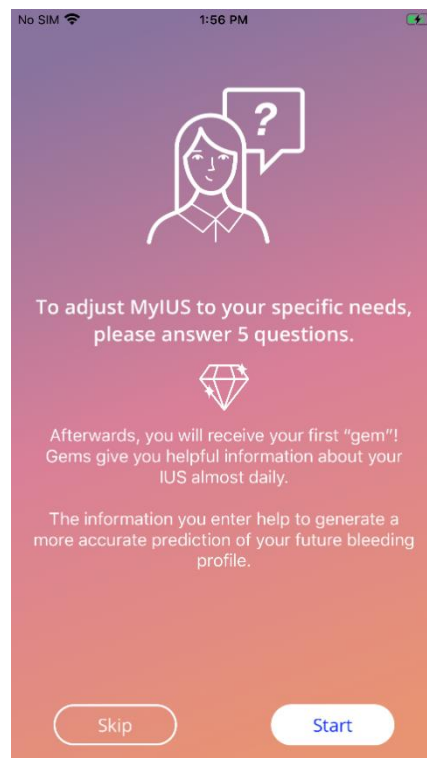 No SIM 1:56 PM
?
To adjust MyIUS to your specific needs,
please answer 5 questions.
Afterwards, you will receive your first "gem"!
Gems give you helpful information about your
IUS almost daily.
The information you enter help to generate a
more accurate prediction of your future bleeding
profile.
Skip Start